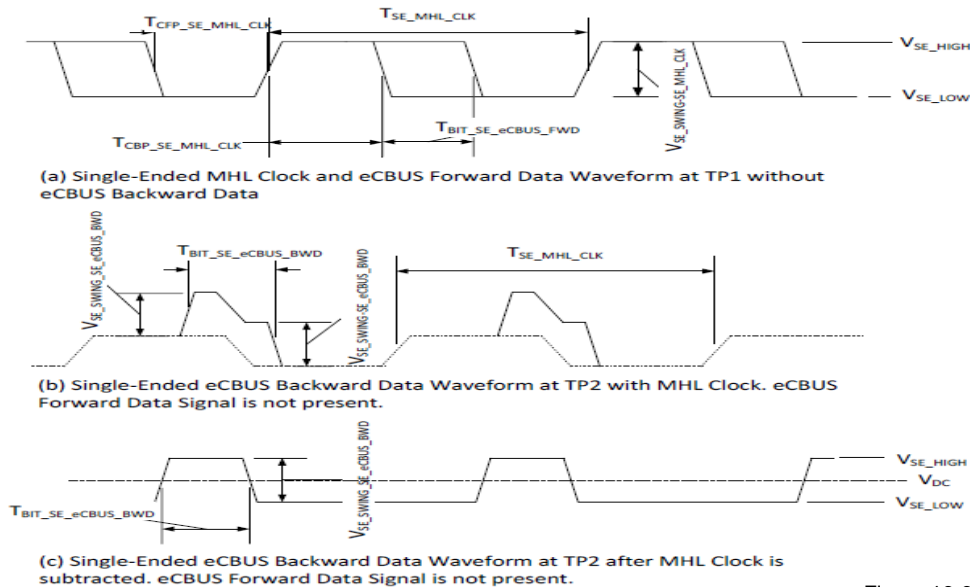 TCFP_SE_MHL_CLK
TSE_MHL_CLK
VSE_HIGH
VSE_SWING-SE_MHL_CLK
VSE_LOW
TCBP_SE_MHL_CLK
TBIT_SE_eCBUS_FWD
(a) Single-Ended MHL Clock and eCBUS Forward Data Waveform at TP1 without
eCBUS Backward Data
VSE_SWING_SE_eCBUS_BWD
TBIT_SE_eCBUS_BWD
VSE_SWING-SE_eCBUS_BWD
TSE_MHL_CLK
(b) Single-Ended eCBUS Backward Data Waveform at TP2 with MHL Clock. eCBUS
Forward Data Signal is not present.
VSE_SWING_SE_eCBUS_BWD
VSE_HIGH
VDC
VSE_LOW
TBIT_SE_eCBUS_BWD
(c) Single-Ended eCBUS Backward Data Waveform at TP2 after MHL Clock is
subtracted. eCBUS Forward Data Signal is not present.